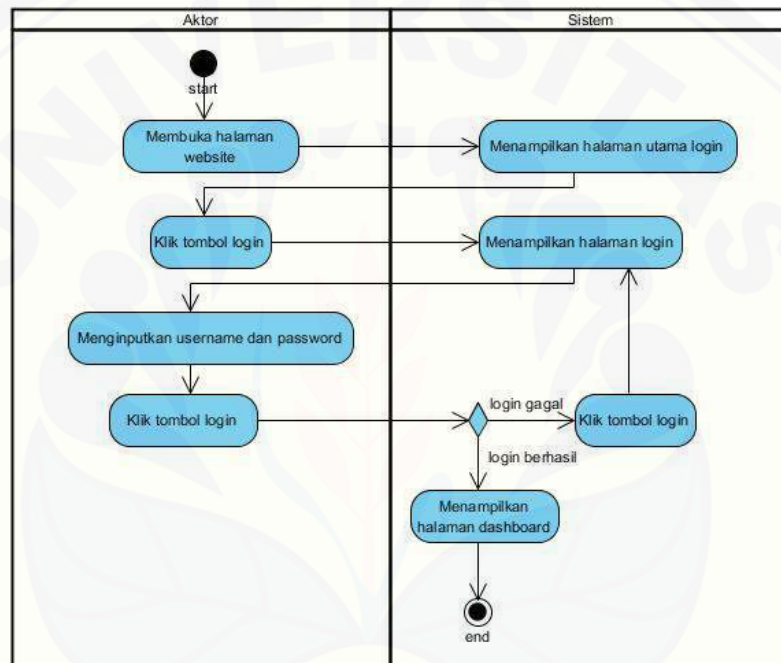 Aktor
Sistem
start
Membuka halaman
website
Menampilkan halaman utama login
Klik tombol login
Menampilkan halaman login
Menginputkan username dan password
Klik tombol login
login gagal
Klik tombol login
login berhasil
Menampilkan
halaman dashboard
end
UNIVERSITAS